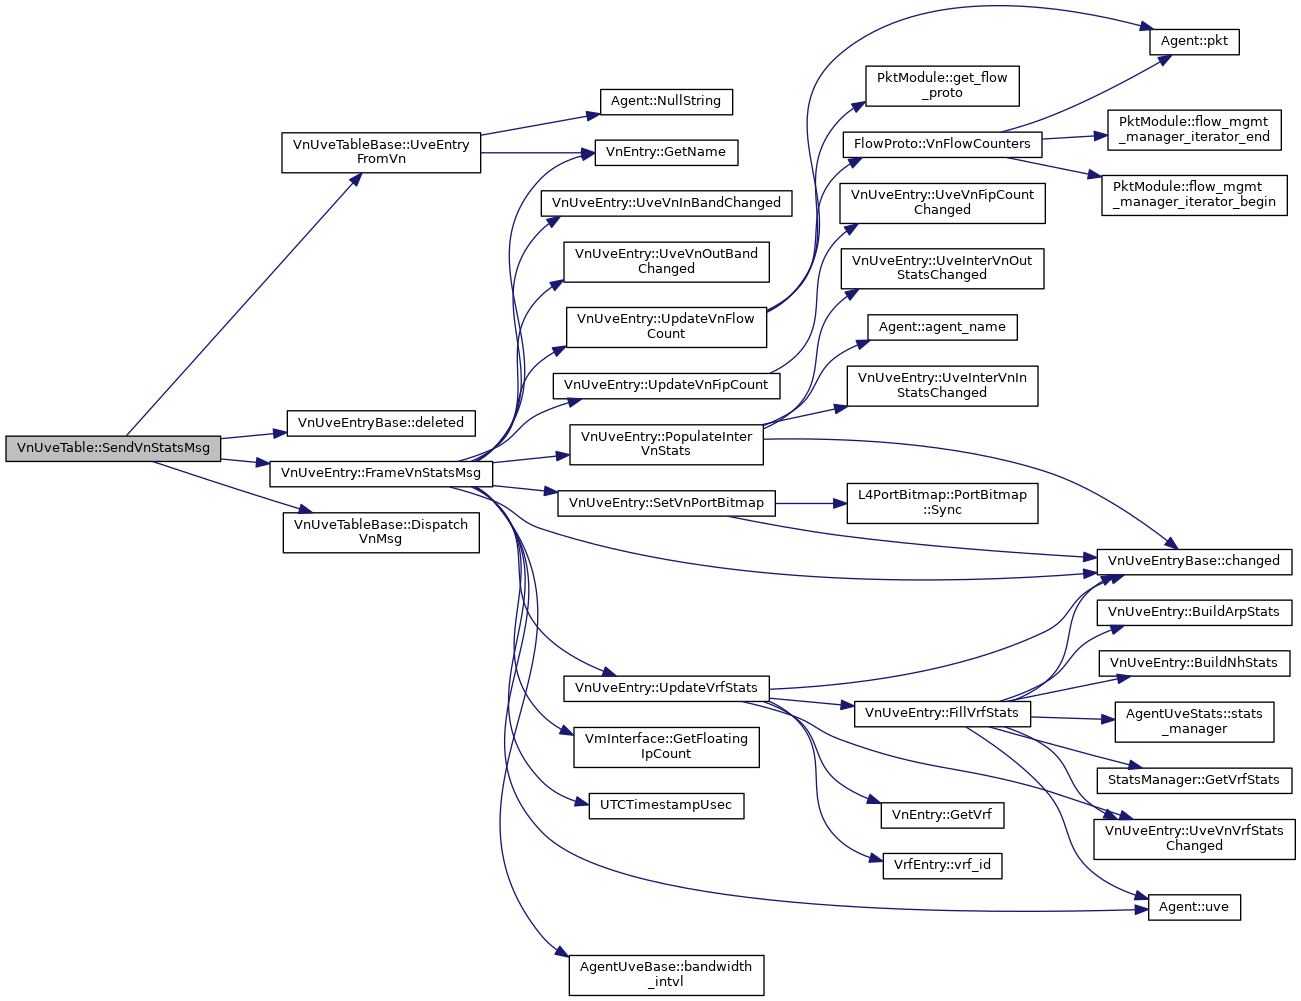 VnUveTable::SendVnStatsMsg
VnUveTableBase::UveEntry
FromVn
VnUveEntryBase::deleted
VnUveEntry::FrameVnStatsMsg
VnUveTableBase::Dispatch
VnMsg
Agent::NullString
VnEntry::GetName
VnUveEntry::UveVnInBandChanged
VnUveEntry::UveVnOutBand
Changed
VnUveEntry::UpdateVnFlow
Count
VnUveEntry::UpdateVnFipCount
VnUveEntry::PopulateInter
VnStats
VnUveEntry::SetVnPortBitmap
VnUveEntry::UpdateVrfStats
VmInterface::GetFloating
IpCount
UTCTimestampUsec
AgentUveBase::bandwidth
_intvl
PktModule::get_flow
_proto
FlowProto::VnFlowCounters
VnUveEntry::UveVnFipCount
Changed
VnUveEntry::UveInterVnOut
StatsChanged
Agent::agent_name
VnUveEntry::UveInterVnIn
StatsChanged
L4PortBitmap::PortBitmap
::Sync
VnUveEntry::FillVrfStats
VnEntry::GetVrf
VrfEntry::vrf_id
Agent::pkt
PktModule::flow_mgmt
_manager_iterator_end
PktModule::flow_mgmt
_manager_iterator_begin
VnUveEntryBase::changed
VnUveEntry::BuildArpStats
VnUveEntry::BuildNhStats
AgentUveStats::stats
_manager
StatsManager::GetVrfStats
VnUveEntry::UveVnVrfStats
Changed
Agent::uve